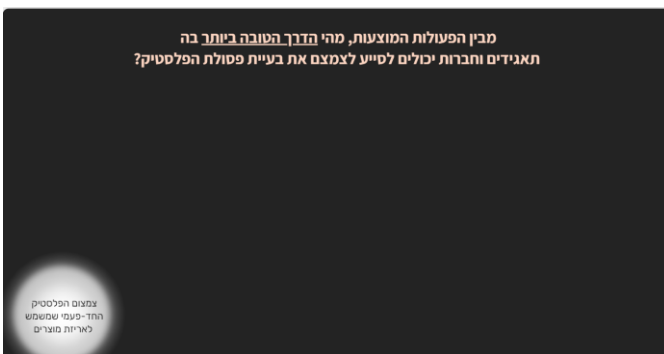 מבין הפעולות המוצעות, מהי הדרך הטובה ביותר בה
תאגידים וחברות יכולים לסייע לצמצם את בעיית פסולת הפלסטיק?
צמצום הפלסטיק
החד-פעמי שמשמש
לאריזת מוצרים